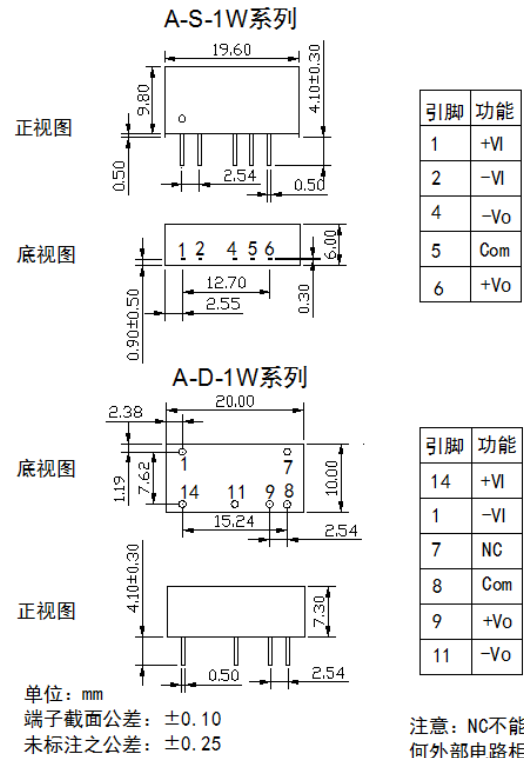 A-S-1W系列
19.60
9.80
4.10±0.30
正视图
0.50
2.54
0.50
引脚 功能
1 +VI
2 -VI
4 -Vo
5 Com
6 +Vo
底视图
1 2 4 5 6
6.00
12.70
2.55
0.90±0.50
0.30
A-D-1W系列
20.00
2.38
底视图
1 7
1.19
7.62
10.00
14 11 9 8
15.24
2.54
引脚 功能
14 +VI
1 -VI
7 NC
8 Com
9 +Vo
11 -Vo
4.10±0.30
正视图
7.30
0.50
2.54
单位: mm
端子截面公差: ±0.10
未标注之公差: ±0.25
注意: NC不能
何外部电路相